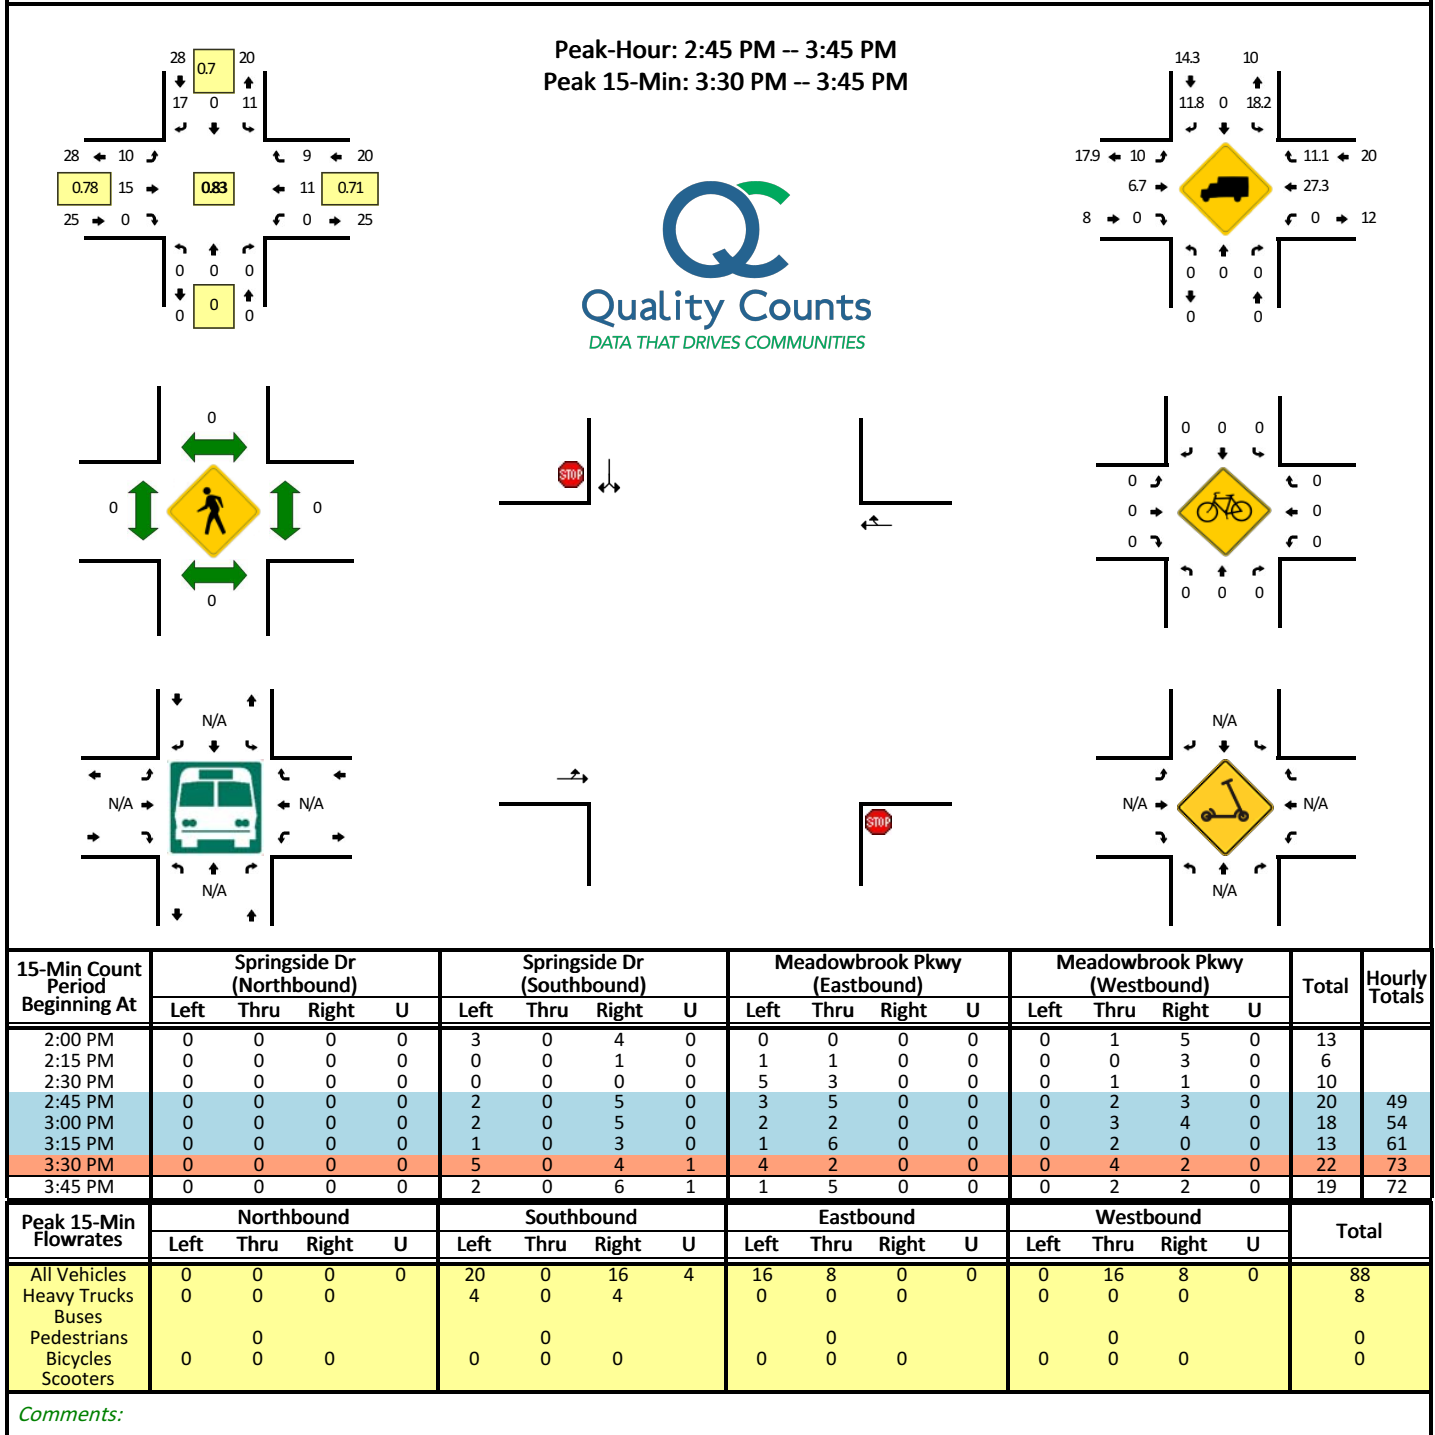 Peak-Hour: 2:45 PM -- 3:45 PM
Peak 15-Min: 3:30 PM -- 3:45 PM
28 0.7 20
17 0 11
28 10 9 20
0.78 15 0.83 11 0.71
25 0 0 25
0 0 0
0 0 0
Quality Counts
DATA THAT DRIVES COMMUNITIES
14.3 10
11.8 0 18.2
17.9 10 11.1 20
6.7 27.3
8 0 0 12
0 0 0
0 0
0
0 0
0
STOP
0 0 0
0 0
0 0
0 0
0 0 0
N/A
N/A N/A
N/A
STOP
N/A
N/A N/A
N/A
15-Min Count Period Beginning At Springside Dr (Northbound) Springside Dr (Southbound) Meadowbrook Pkwy (Eastbound) Meadowbrook Pkwy (Westbound) Total Hourly Totals
Left Thru Right U Left Thru Right U Left Thru Right U Left Thru Right U
2:00 PM 0 0 0 0 3 0 4 0 0 0 0 0 0 1 5 0 13
2:15 PM 0 0 0 0 0 0 1 0 1 1 0 0 0 0 3 0 6
2:30 PM 0 0 0 0 0 0 0 0 5 3 0 0 0 1 1 0 10
2:45 PM 0 0 0 0 2 0 5 0 3 5 0 0 0 2 3 0 20 49
3:00 PM 0 0 0 0 2 0 5 0 2 2 0 0 0 3 4 0 18 54
3:15 PM 0 0 0 0 1 0 3 0 1 6 0 0 0 2 0 0 13 61
3:30 PM 0 0 0 0 5 0 4 1 4 2 0 0 0 4 2 0 22 73
3:45 PM 0 0 0 0 2 0 6 1 1 5 0 0 0 2 2 0 19 72
Peak 15-Min Flowrates Northbound Southbound Eastbound Westbound Total
Left Thru Right U Left Thru Right U Left Thru Right U Left Thru Right U
All Vehicles 0 0 0 0 20 0 16 4 16 8 0 0 0 16 8 0 88
Heavy Trucks 0 0 0 4 0 4 0 0 0 0 0 0 8
Buses
Pedestrians 0 0 0 0 0
Bicycles 0 0 0 0 0 0 0 0 0 0 0 0 0
Scooters
Comments: